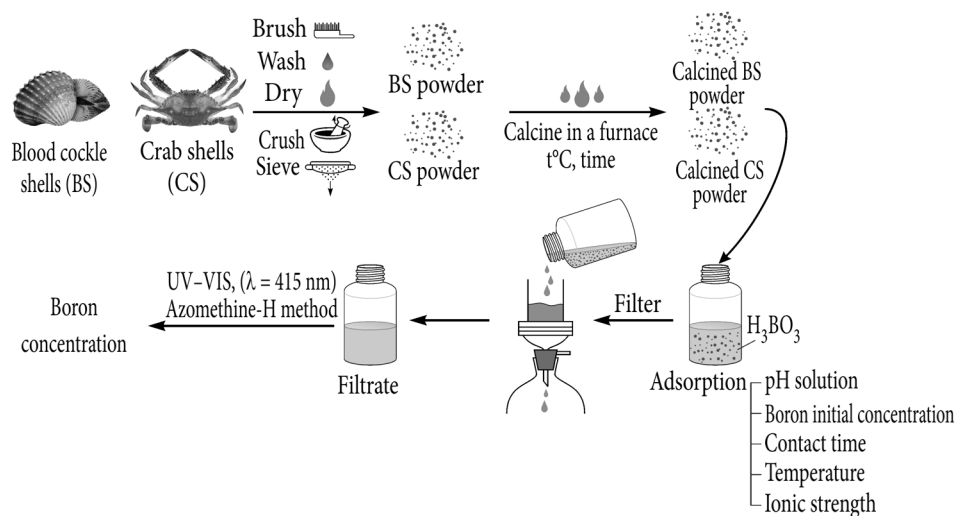 Blood cockle
shells (BS)
Crab shells
(CS)
Brush
Wash
Dry
Crush
Sieve
BS powder
CS powder
Calcine in a furnace
t°C, time
Calcined BS
powder
Calcined CS
powder
H₃BO₃
Adsorption
pH solution
Boron initial concentration
Contact time
Temperature
Ionic strength
Filter
Filtrate
UV–VIS, (λ = 415 nm)
Azomethine-H method
Boron
concentration